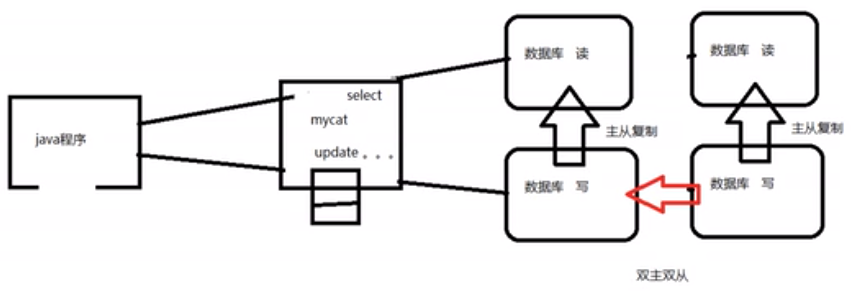 java程序
select
mycat
update。。。
数据库 读
主从复制
数据库 写
数据库 读
主从复制
数据库 写
双主双从